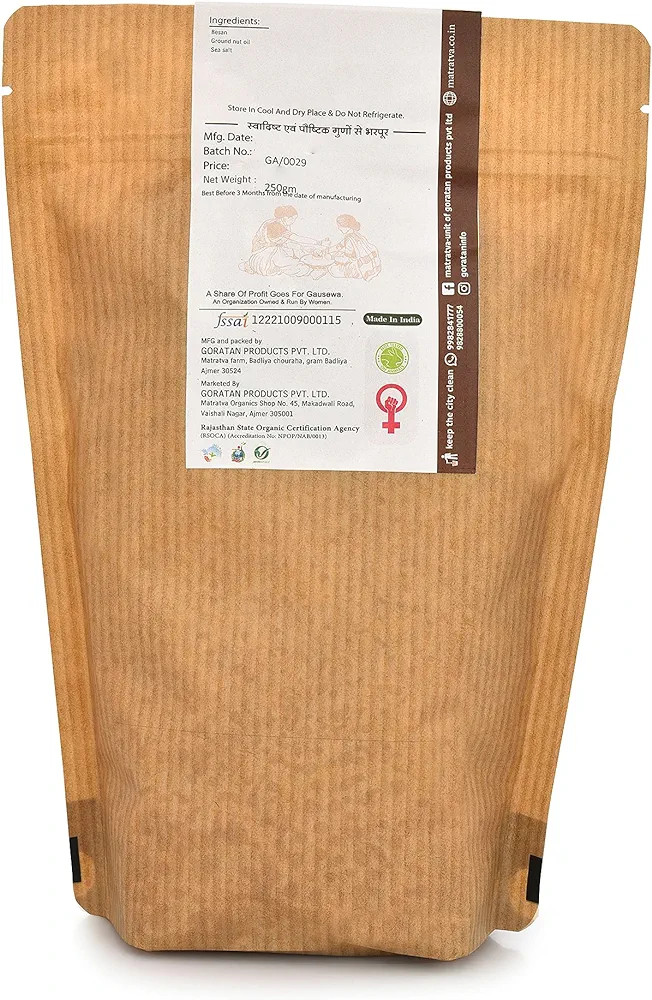 Ingredients:
Besan
Ground nut oil
Sea salt
Store In Cool And Dry Place & Do Not Refrigerate.
स्वादिष्ट एवं पौष्टिक गुणों से भरपूर
Mfg. Date:
Batch No.: GA/0029
Price:
Net Weight : 250gm
Best Before 3 Months from the date of manufacturing
A Share Of Profit Goes For Gausewa.
An Organization Owned & Run By Women.
fssai 12221009000115
Made In India
MFG and packed by
GORATAN PRODUCTS PVT. LTD.
Matratva farm, Badliya chouraha, gram Badliya
Ajmer 30524
Marketed By
GORATAN PRODUCTS PVT. LTD.
Matratva Organics Shop No. 45, Makadwali Road,
Vaishali Nagar, Ajmer 305001
Rajasthan State Organic Certification Agency
(RSOCA) (Accreditation No: NPOP/NAB/0013)
keep the city clean
9982841777
9828800054
matratva-unit of goratan products pvt ltd
gorataninfo
matratva.co.in